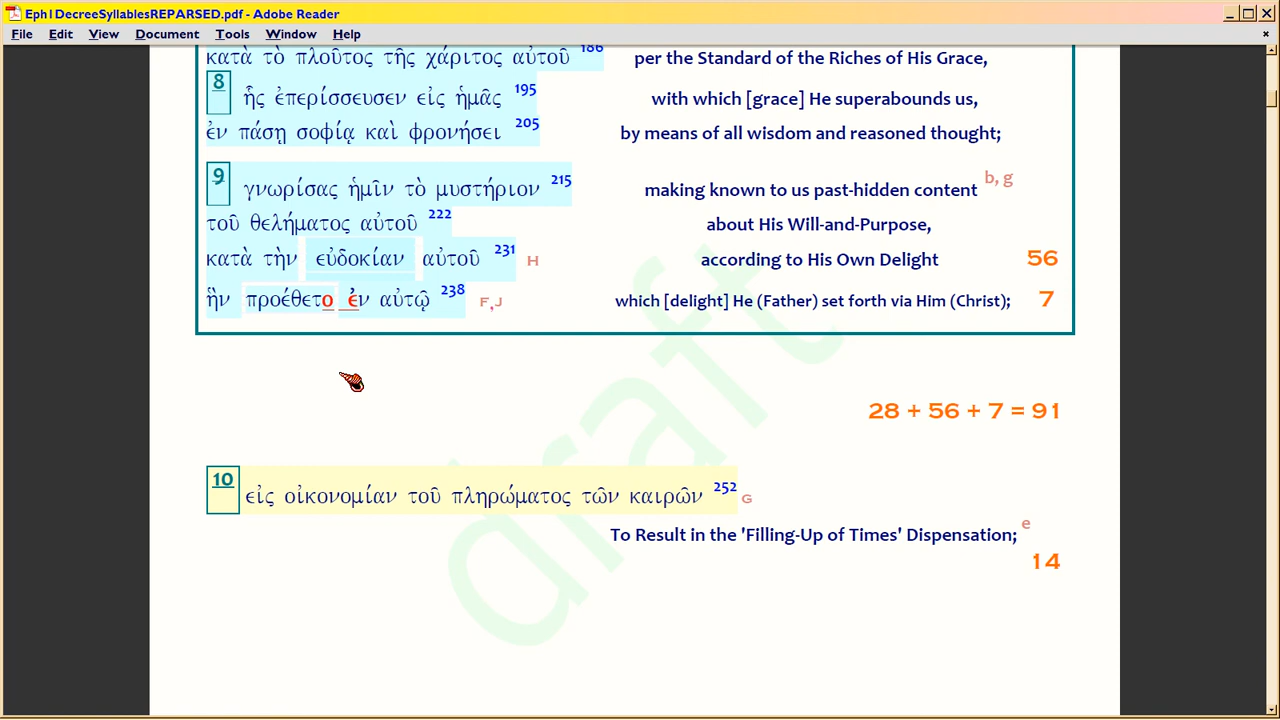 Eph1DecreeSyllablesREPARSED.pdf - Adobe Reader
File Edit View Document Tools Window Help
κατὰ τὸ πλοῦτος τῆς χάριτος αὐτοῦ 186 per the Standard of the Riches of His Grace,
8 ἧς ἐπερίσσευσεν εἰς ἡμᾶς 195 with which [grace] He superabounds us,
ἐν πάσῃ σοφίᾳ καὶ φρονήσει 205 by means of all wisdom and reasoned thought;
9 γνωρίσας ἡμῖν τὸ μυστήριον 215 making known to us past-hidden content b, g
τοῦ θελήματος αὐτοῦ 222 about His Will-and-Purpose,
κατὰ τὴν εὐδοκίαν αὐτοῦ 231 H according to His Own Delight 56
ἣν προέθετο ἐν αὐτῷ 238 F,J which [delight] He (Father) set forth via Him (Christ); 7
28 + 56 + 7 = 91
10 εἰς οἰκονομίαν τοῦ πληρώματος τῶν καιρῶν 252 G
To Result in the 'Filling-Up of Times' Dispensation; e
14
draft